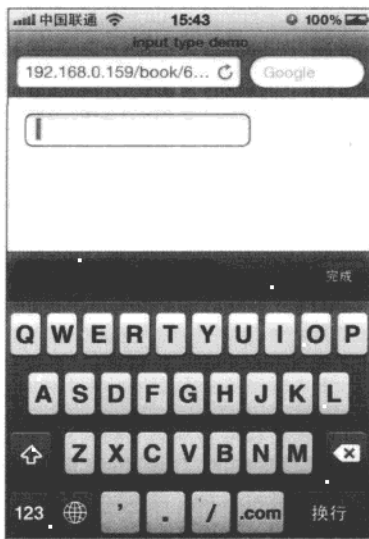 中国联通 15:43 100%
input type demo
192.168.0.159/book/6... Google
完成
Q W E R T Y U I O P
A S D F G H J K L
Z X C V B N M
123 ' . / .com 换行